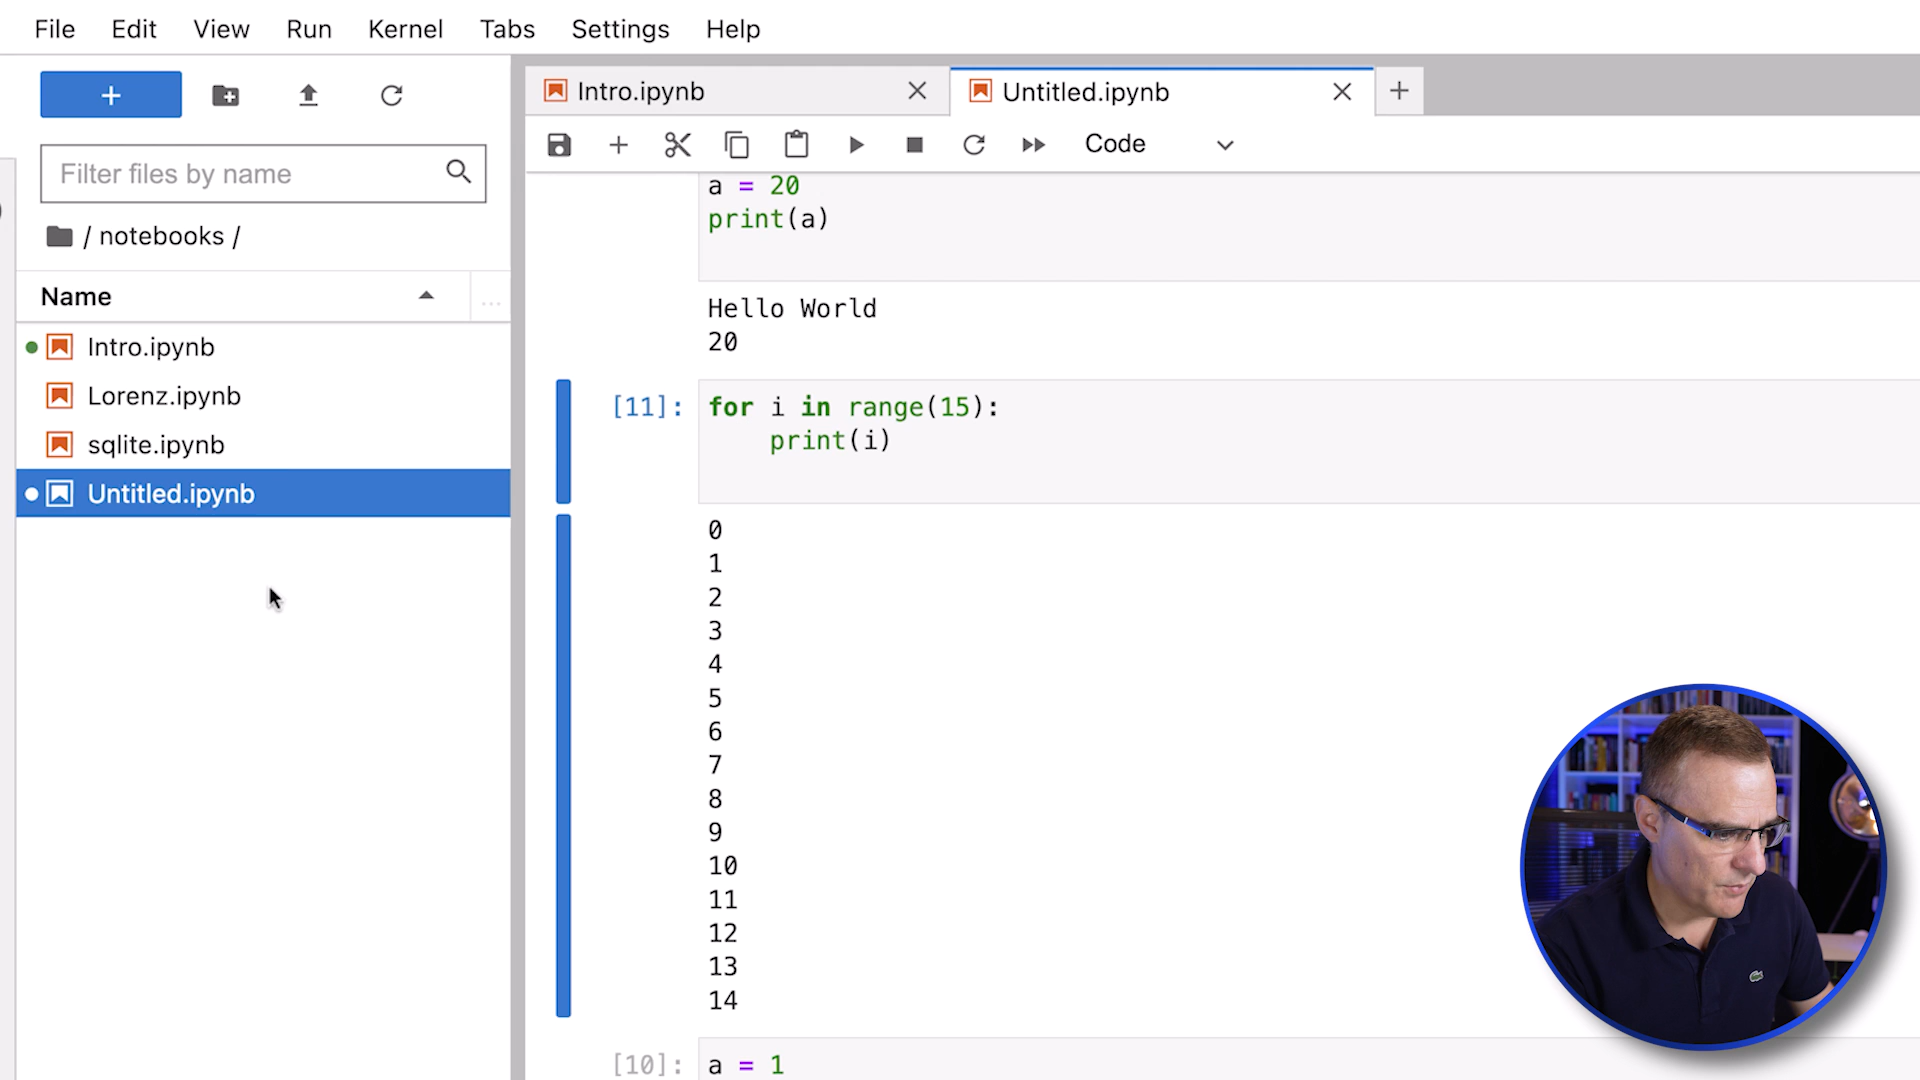 File Edit View Run Kernel Tabs Settings Help
Filter files by name
/ notebooks /
Name ...
Intro.ipynb
Lorenz.ipynb
sqlite.ipynb
Untitled.ipynb
Intro.ipynb Untitled.ipynb
Code
a = 20
print(a)
Hello World
20
[11]: for i in range(15):
print(i)
0
1
2
3
4
5
6
7
8
9
10
11
12
13
14
[10]: a = 1